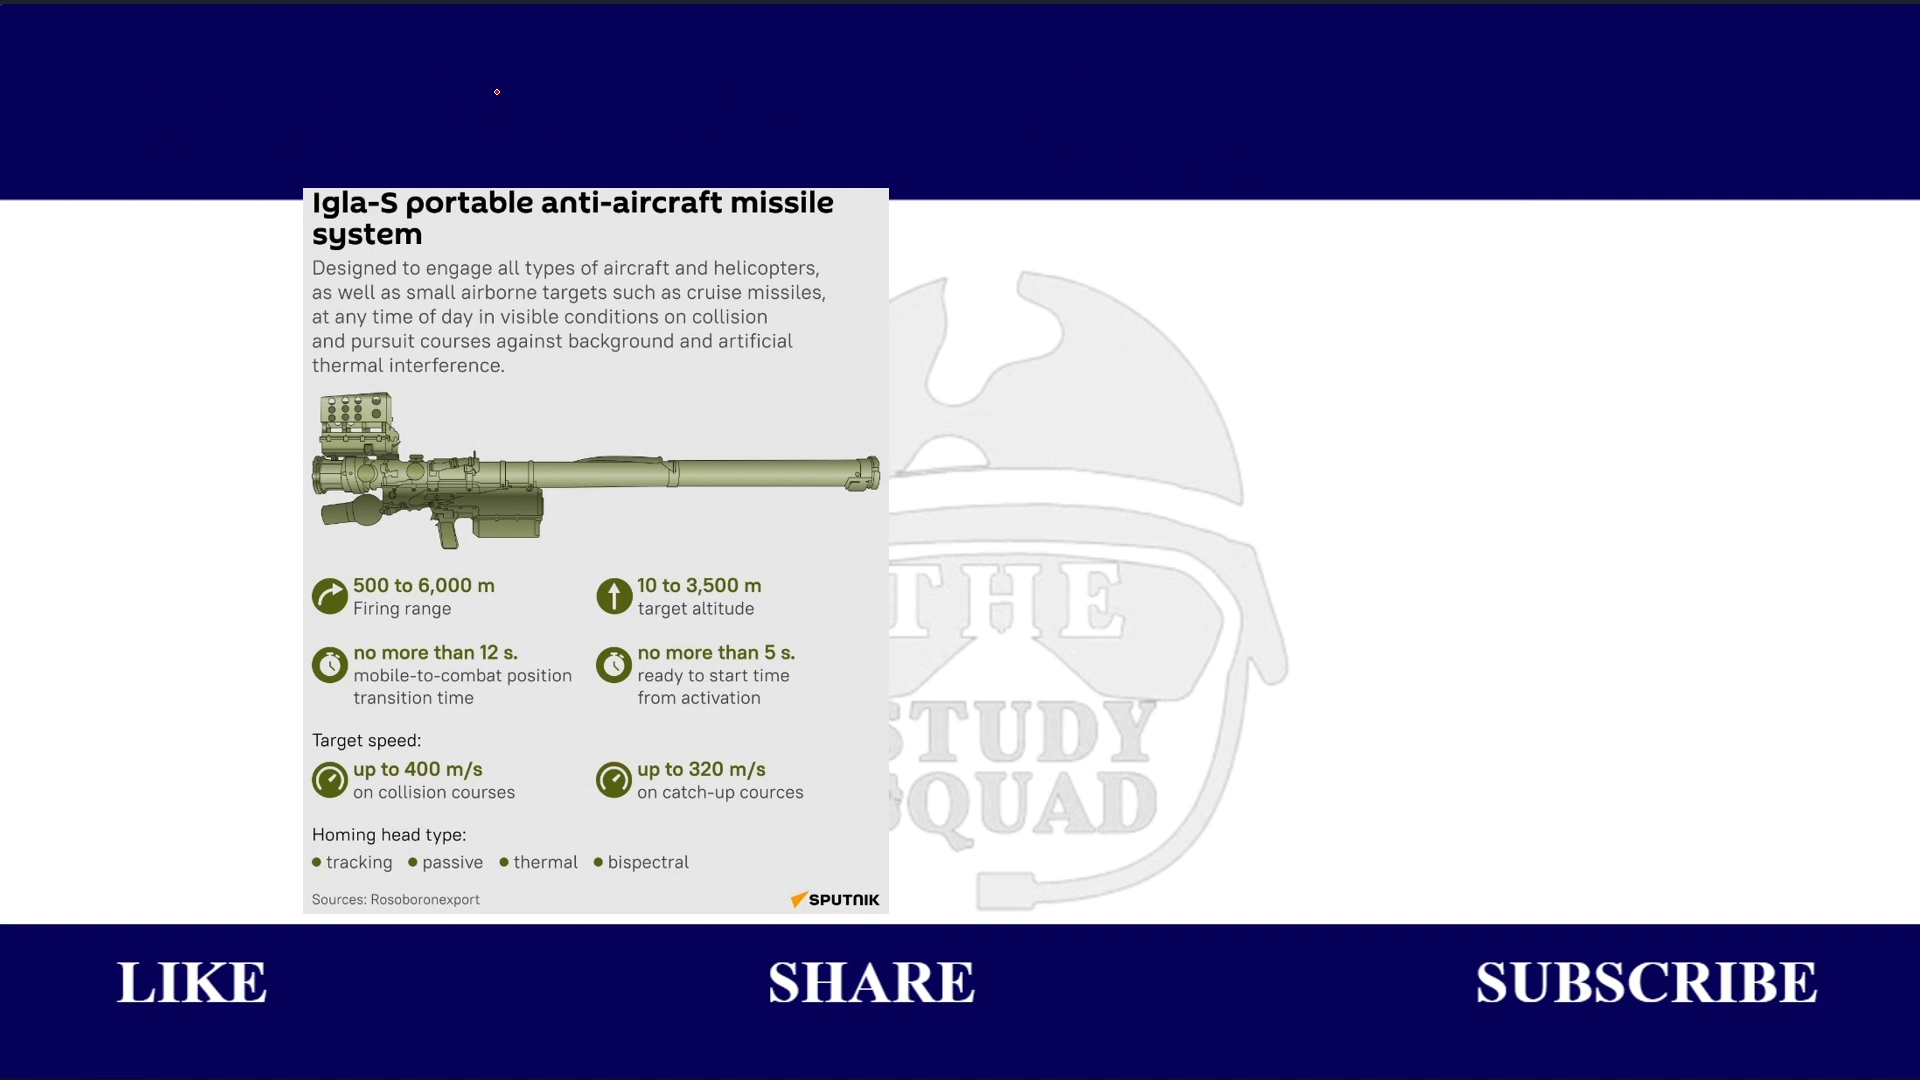 Igla-S portable anti-aircraft missile
system
Designed to engage all types of aircraft and helicopters,
as well as small airborne targets such as cruise missiles,
at any time of day in visible conditions on collision
and pursuit courses against background and artificial
thermal interference.
500 to 6,000 m
Firing range
10 to 3,500 m
target altitude
no more than 12 s.
mobile-to-combat position
transition time
no more than 5 s.
ready to start time
from activation
Target speed:
up to 400 m/s
on collision courses
up to 320 m/s
on catch-up cources
Homing head type:
• tracking • passive • thermal • bispectral
Sources: Rosoboronexport
SPUTNIK
THE
STUDY
SQUAD
LIKE
SHARE
SUBSCRIBE